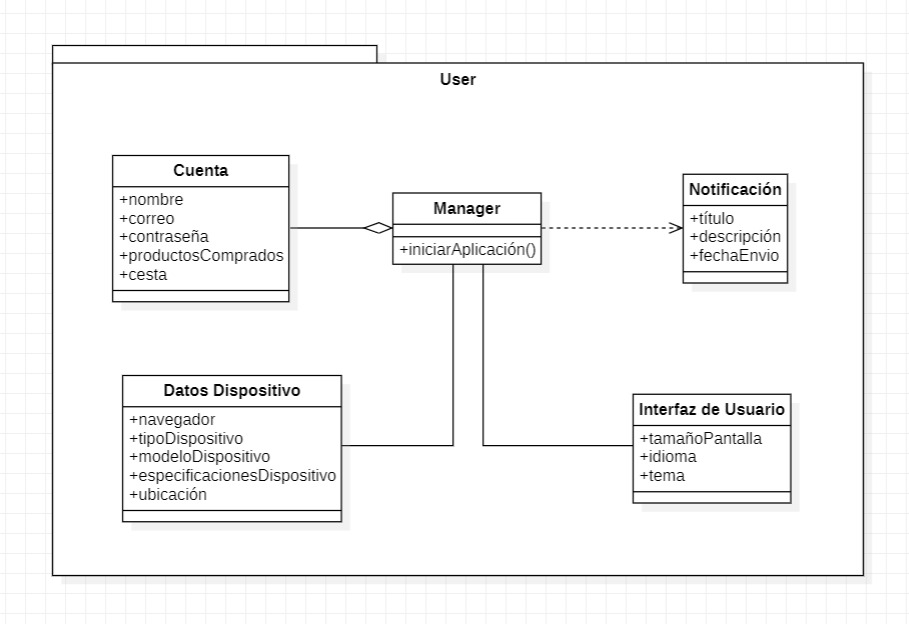 User
Cuenta
+nombre
+correo
+contraseña
+productosComprados
+cesta
Manager
+iniciarAplicación()
Notificación
+título
+descripción
+fechaEnvio
Datos Dispositivo
+navegador
+tipoDispositivo
+modeloDispositivo
+especificacionesDispositivo
+ubicación
Interfaz de Usuario
+tamañoPantalla
+idioma
+tema